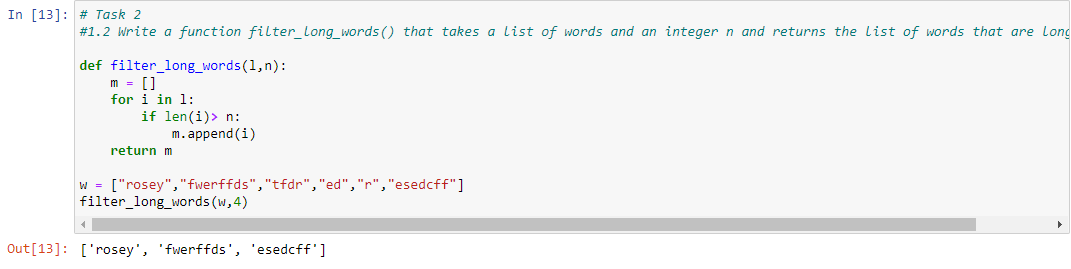 In [13]: # Task 2
#1.2 Write a function filter_long_words() that takes a list of words and an integer n and returns the list of words that are long
def filter_long_words(l,n):
    m = []
    for i in l:
        if len(i)> n:
            m.append(i)
    return m
w = ["rosey","fwerffds","tfdr","ed","r","esedcff"]
filter_long_words(w,4)
Out[13]: ['rosey', 'fwerffds', 'esedcff']